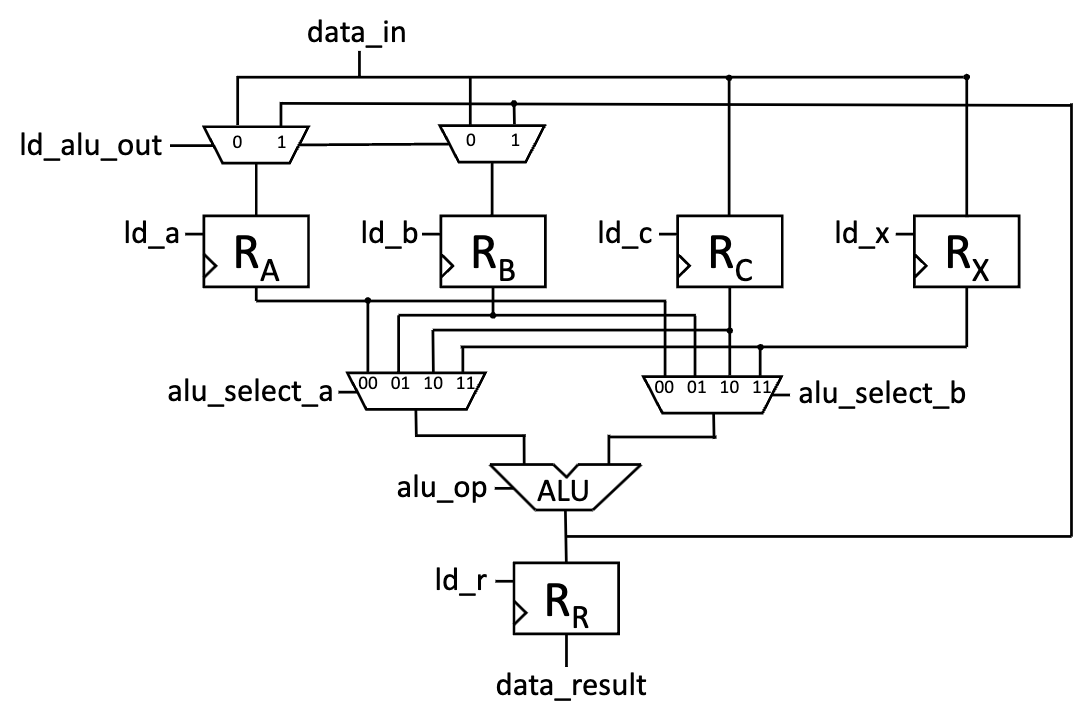 data_in
ld_alu_out
0 1
0 1
ld_a
R_A
ld_b
R_B
ld_c
R_C
ld_x
R_X
alu_select_a
00 01 10 11
00 01 10 11
alu_select_b
alu_op
ALU
ld_r
R_R
data_result